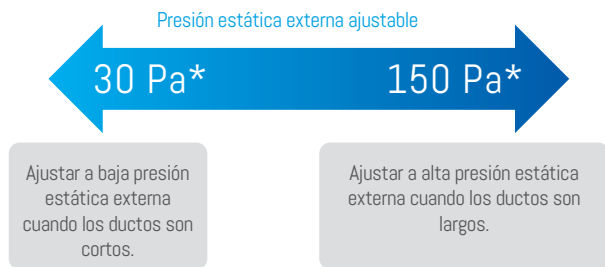 Presión estática externa ajustable
30 Pa*
150 Pa*
Ajustar a baja presión
estática externa
cuando los ductos son
cortos.
Ajustar a alta presión estática
externa cuando los ductos son
largos.